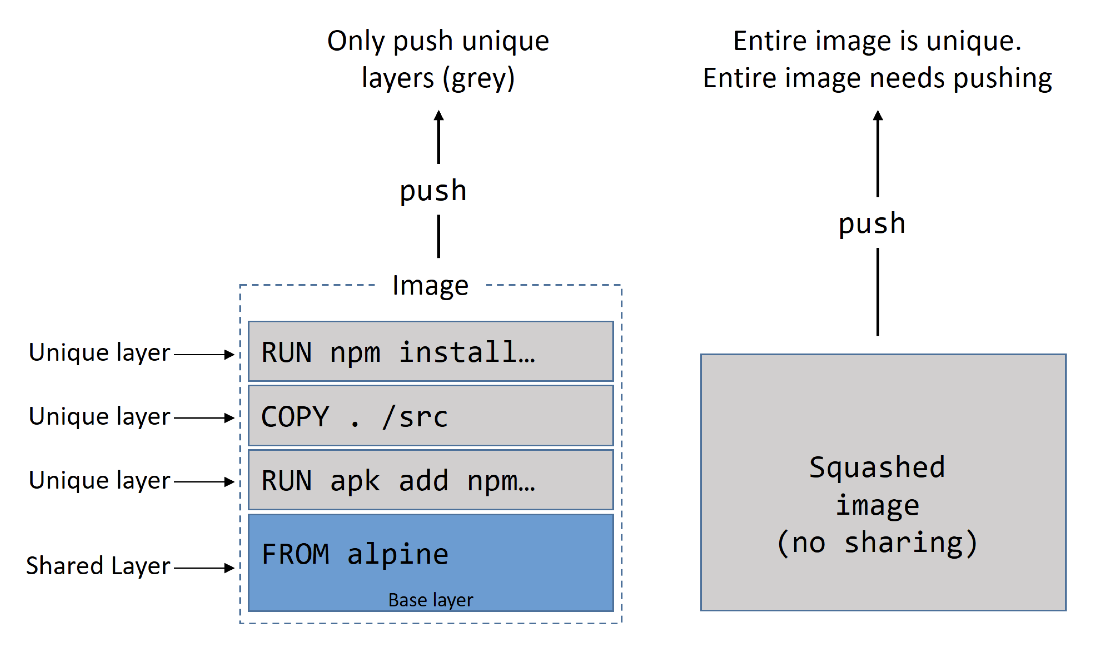 Only push unique
layers (grey)
push
Image
Unique layer
RUN npm install…
Unique layer
COPY . /src
Unique layer
RUN apk add npm…
Shared Layer
FROM alpine
Base layer
Entire image is unique.
Entire image needs pushing
push
Squashed
image
(no sharing)